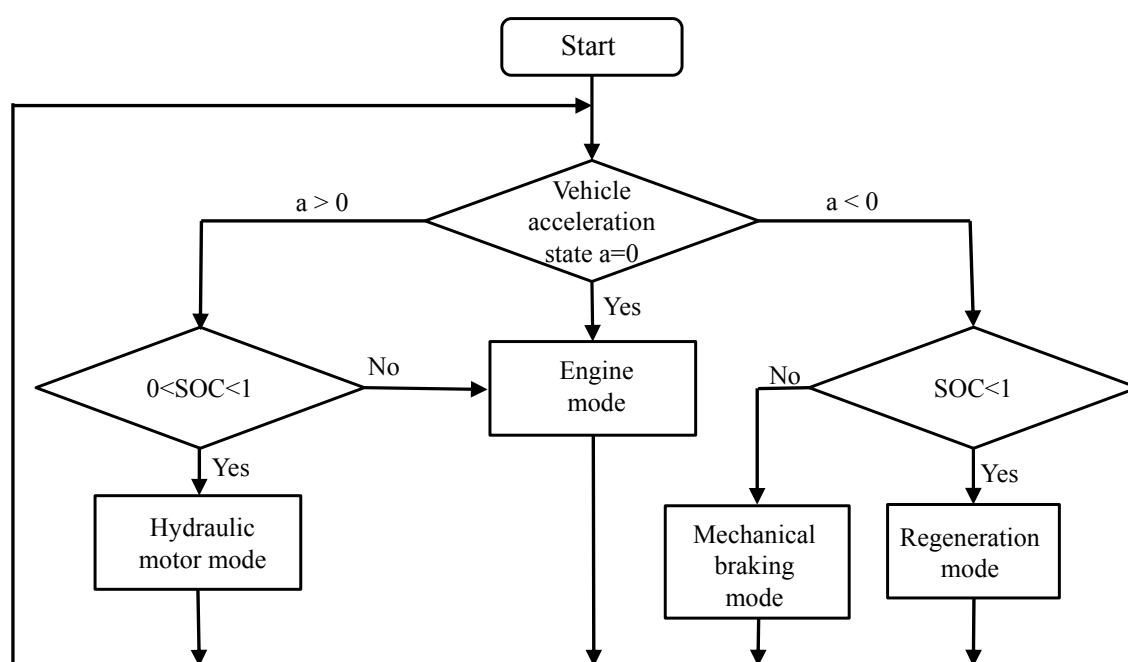 Start
Vehicle
acceleration
state a=0
a > 0
a < 0
Yes
0<SOC<1
No
Engine
mode
No
SOC<1
Yes
Yes
Hydraulic
motor mode
Mechanical
braking
mode
Regeneration
mode